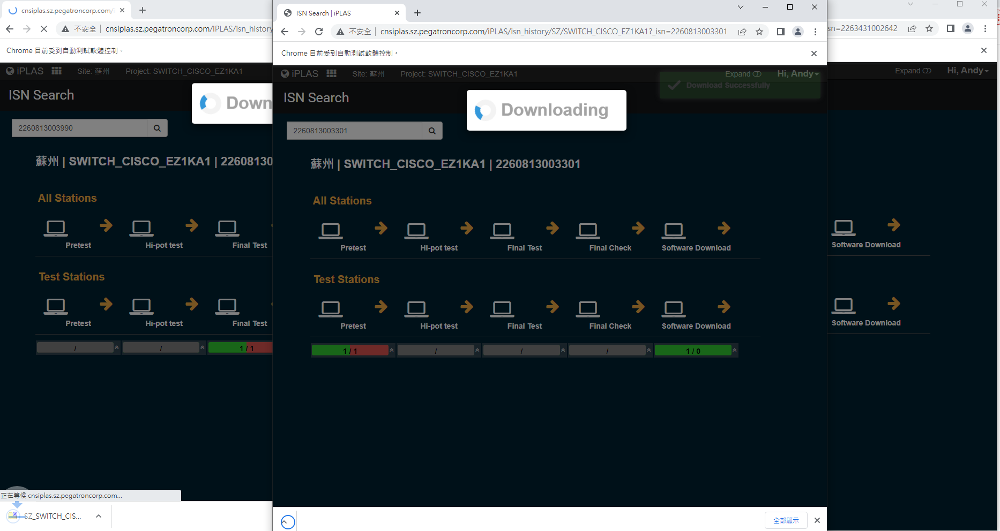 cnsiplas.sz.pegatroncorp.com/
不安全 cnsiplas.sz.pegatroncorp.com/iPLAS/isn_history
Chrome 目前受到自動測試軟體控制。
iPLAS Site: 蘇州 Project: SWITCH_CISCO_EZ1KA1
ISN Search
Down
2260813003990
蘇州 | SWITCH_CISCO_EZ1KA1 | 22608130
All Stations
Pretest Hi-pot test Final Test
Test Stations
Pretest Hi-pot test Final Test
/ / 1 / 1
正在等候 cnsiplas.sz.pegatroncorp.com...
SZ_SWITCH_CIS...
ISN Search | iPLAS
不安全 cnsiplas.sz.pegatroncorp.com/iPLAS/isn_history/SZ/SWITCH_CISCO_EZ1KA1?_isn=2260813003301
Chrome 目前受到自動測試軟體控制。
iPLAS Site: 蘇州 Project: SWITCH_CISCO_EZ1KA1 Expand Hi, Andy
Download Successfully
ISN Search
Downloading
2260813003301
蘇州 | SWITCH_CISCO_EZ1KA1 | 2260813003301
All Stations
Pretest Hi-pot test Final Test Final Check Software Download
Test Stations
Pretest Hi-pot test Final Test Final Check Software Download
1 / 1 / / / 1 / 0
全部顯示
sn=2263431002642
Expand Hi, Andy
Software Download
Software Download